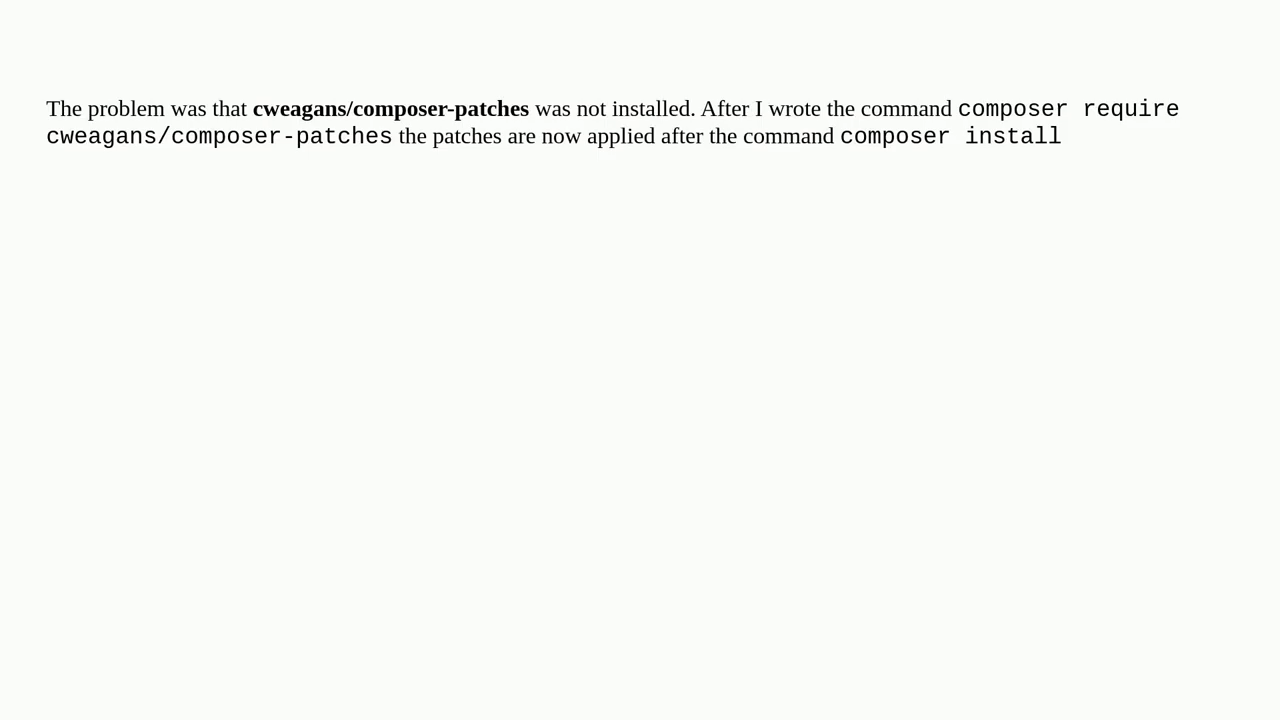 The problem was that cweagans/composer-patches was not installed. After I wrote the command composer require
cweagans/composer-patches the patches are now applied after the command composer install